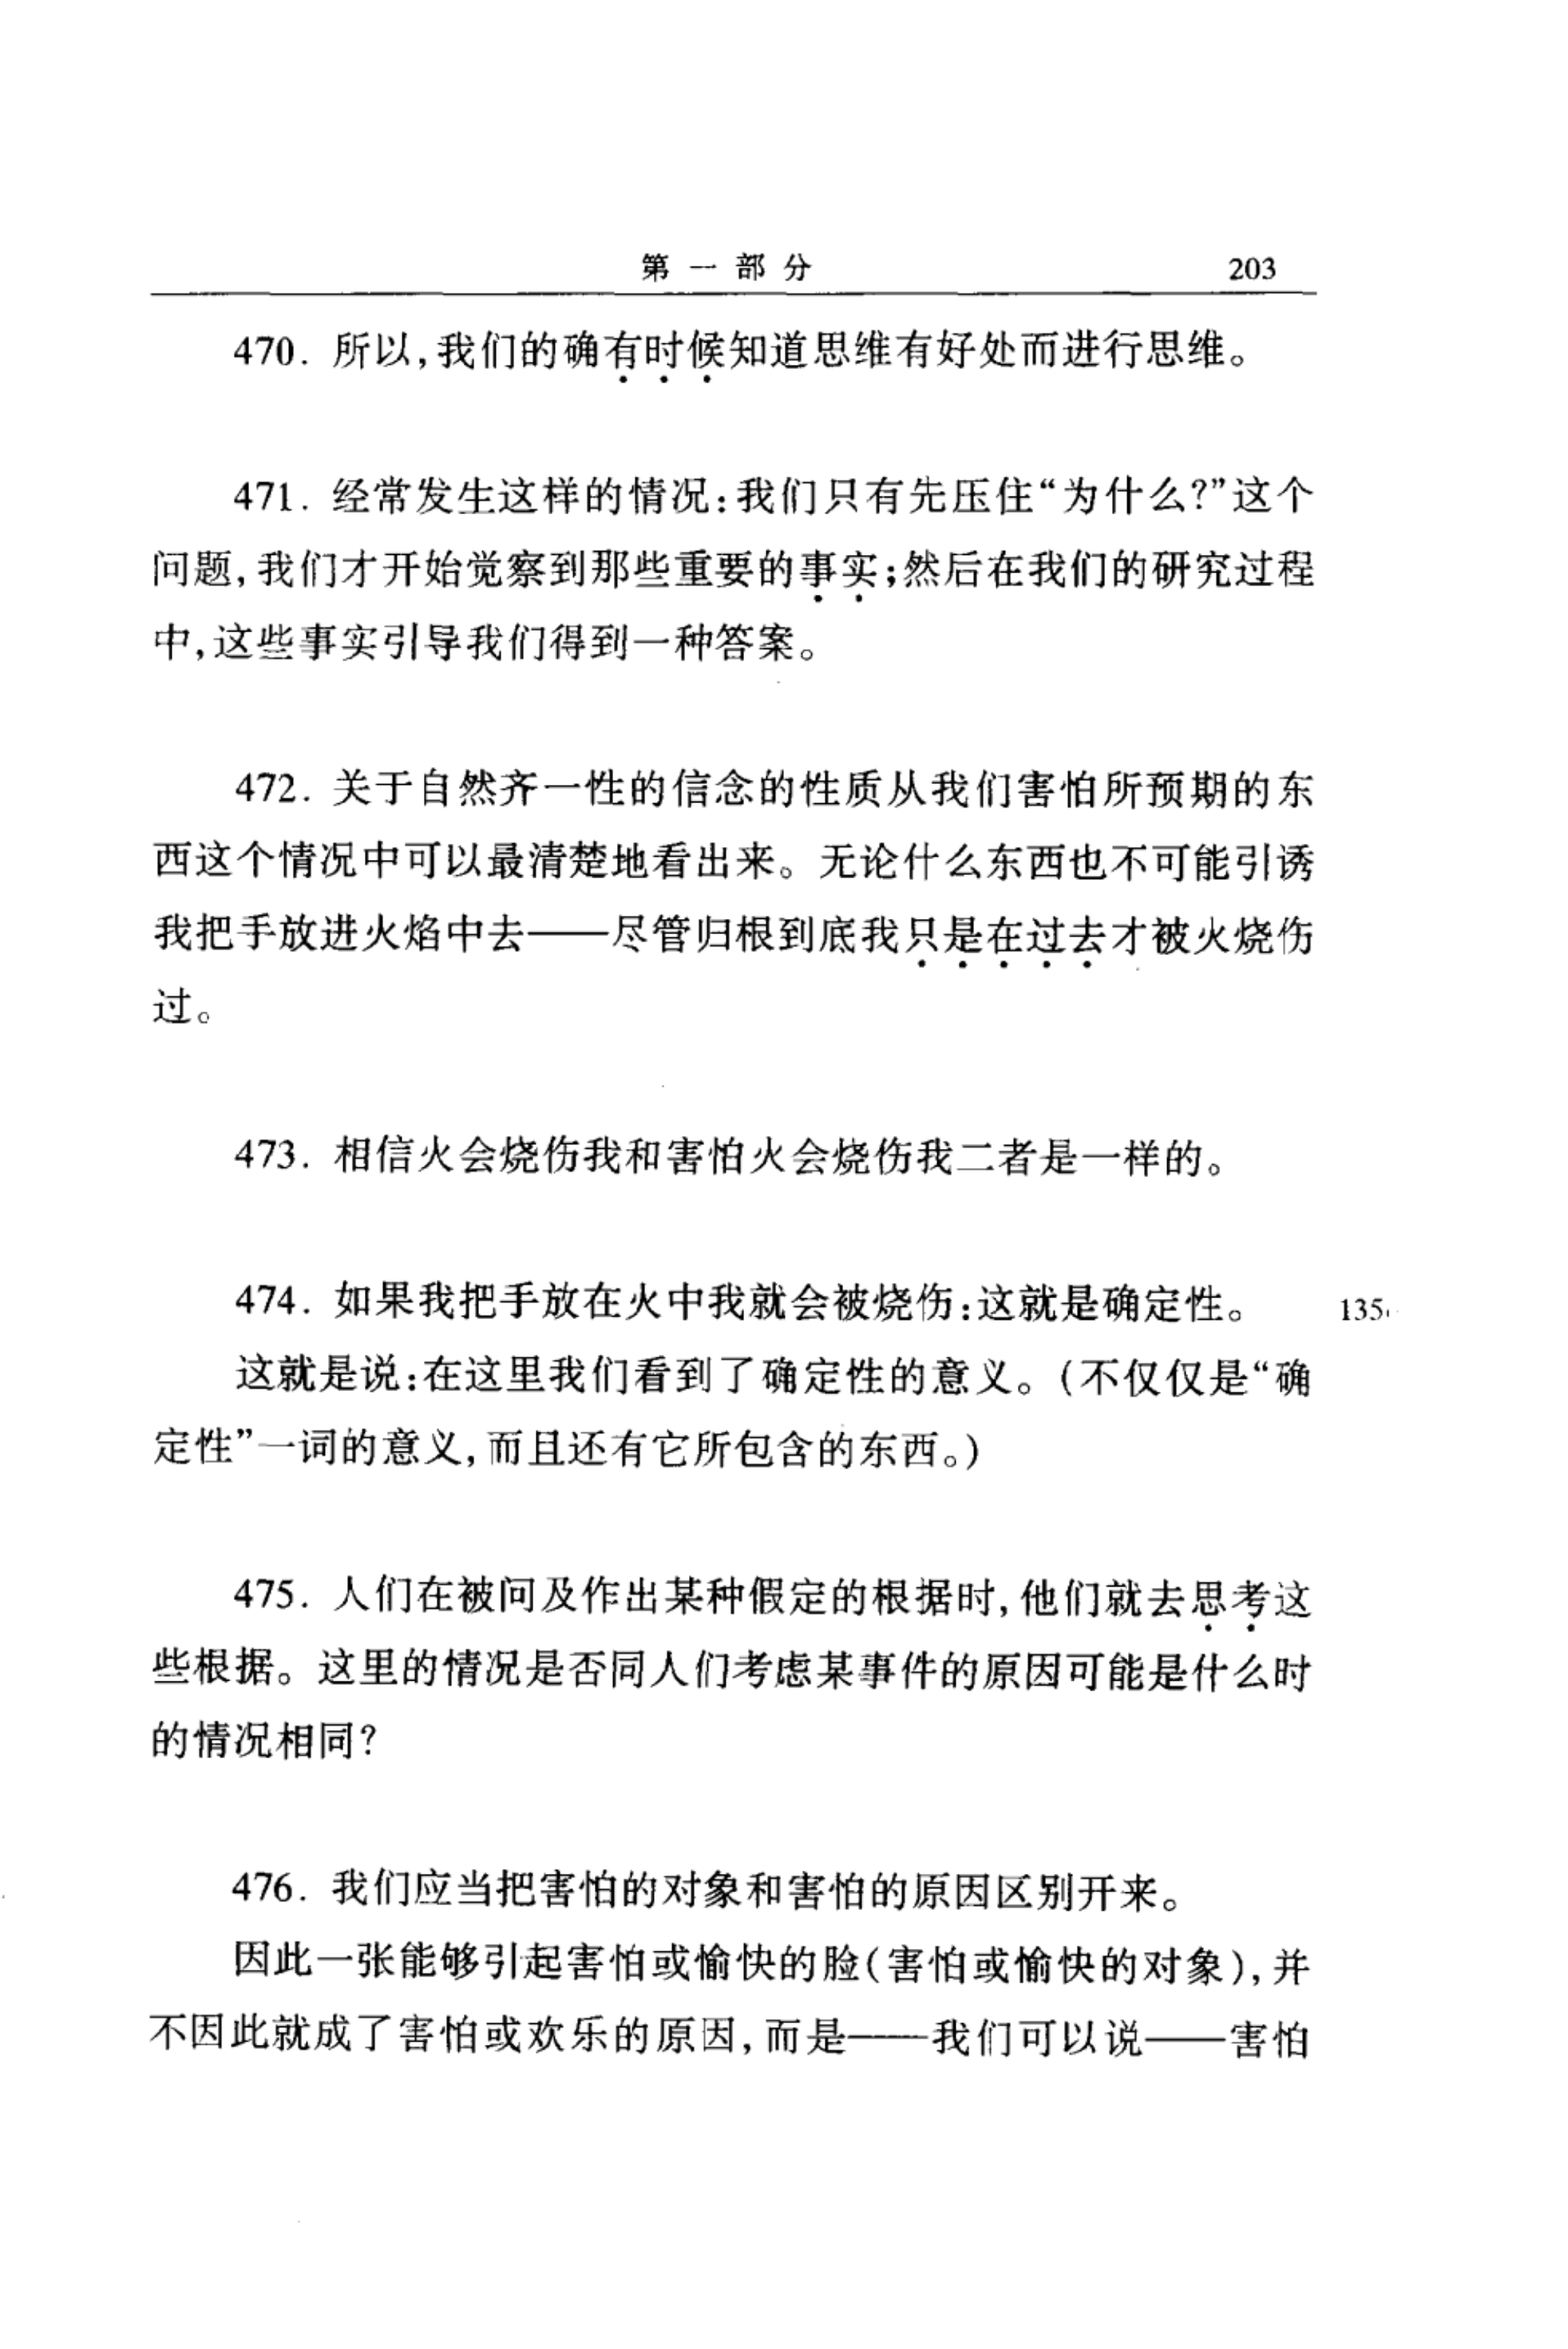 第一部分 203
470. 所以,我们的确有时候知道思维有好处而进行思维。
471. 经常发生这样的情况:我们只有先压住“为什么?”这个
问题,我们才开始觉察到那些重要的事实;然后在我们的研究过程
中,这些事实引导我们得到一种答案。
472. 关于自然齐一性的信念的性质从我们害怕所预期的东
西这个情况中可以最清楚地看出来。无论什么东西也不可能引诱
我把手放进火焰中去——尽管归根到底我只是在过去才被火烧伤
过。
473. 相信火会烧伤我和害怕火会烧伤我二者是一样的。
474. 如果我把手放在火中我就会被烧伤:这就是确定性。 135
这就是说:在这里我们看到了确定性的意义。(不仅仅是“确
定性”一词的意义,而且还有它所包含的东西。)
475. 人们在被问及作出某种假定的根据时,他们就去思考这
些根据。这里的情况是否同人们考虑某事件的原因可能是什么时
的情况相同?
476. 我们应当把害怕的对象和害怕的原因区别开来。
因此一张能够引起害怕或愉快的脸(害怕或愉快的对象),并
不因此就成了害怕或欢乐的原因,而是——我们可以说——害怕